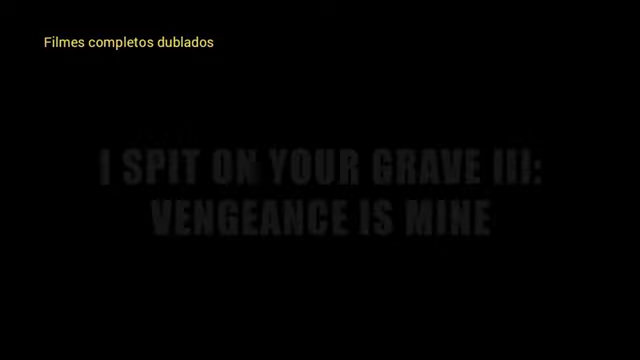 Filmes completos dublados
I SPIT ON YOUR GRAVE III:
VENGEANCE IS MINE